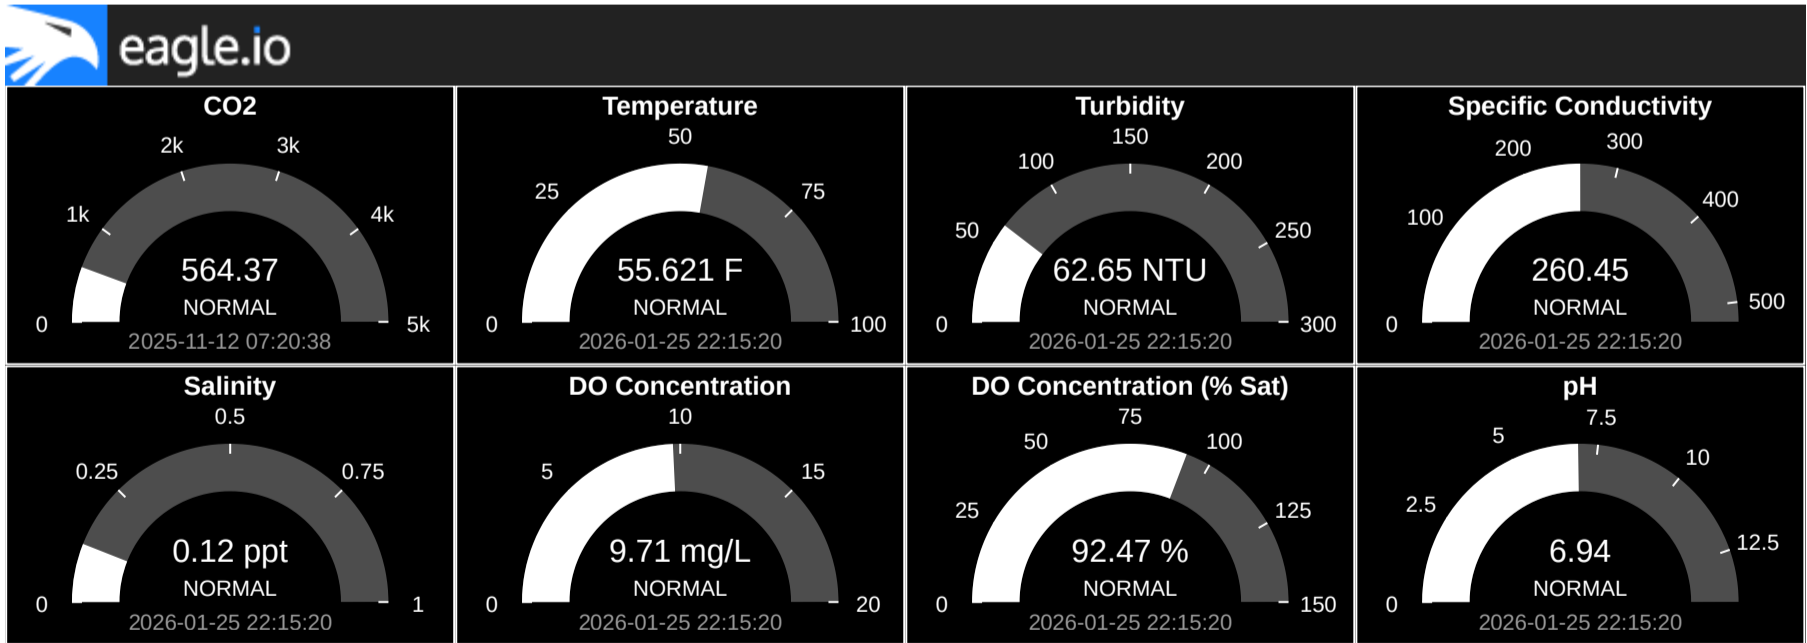 eagle.io
CO2
0
1k
2k
3k
4k
5k
564.37
NORMAL
2025-11-12 07:20:38
Temperature
0
25
50
75
100
55.621 F
NORMAL
2026-01-25 22:15:20
Turbidity
0
50
100
150
200
250
300
62.65 NTU
NORMAL
2026-01-25 22:15:20
Specific Conductivity
0
100
200
300
400
500
260.45
NORMAL
2026-01-25 22:15:20
Salinity
0
0.25
0.5
0.75
1
0.12 ppt
NORMAL
2026-01-25 22:15:20
DO Concentration
0
5
10
15
20
9.71 mg/L
NORMAL
2026-01-25 22:15:20
DO Concentration (% Sat)
0
25
50
75
100
125
150
92.47 %
NORMAL
2026-01-25 22:15:20
pH
0
2.5
5
7.5
10
12.5
6.94
NORMAL
2026-01-25 22:15:20